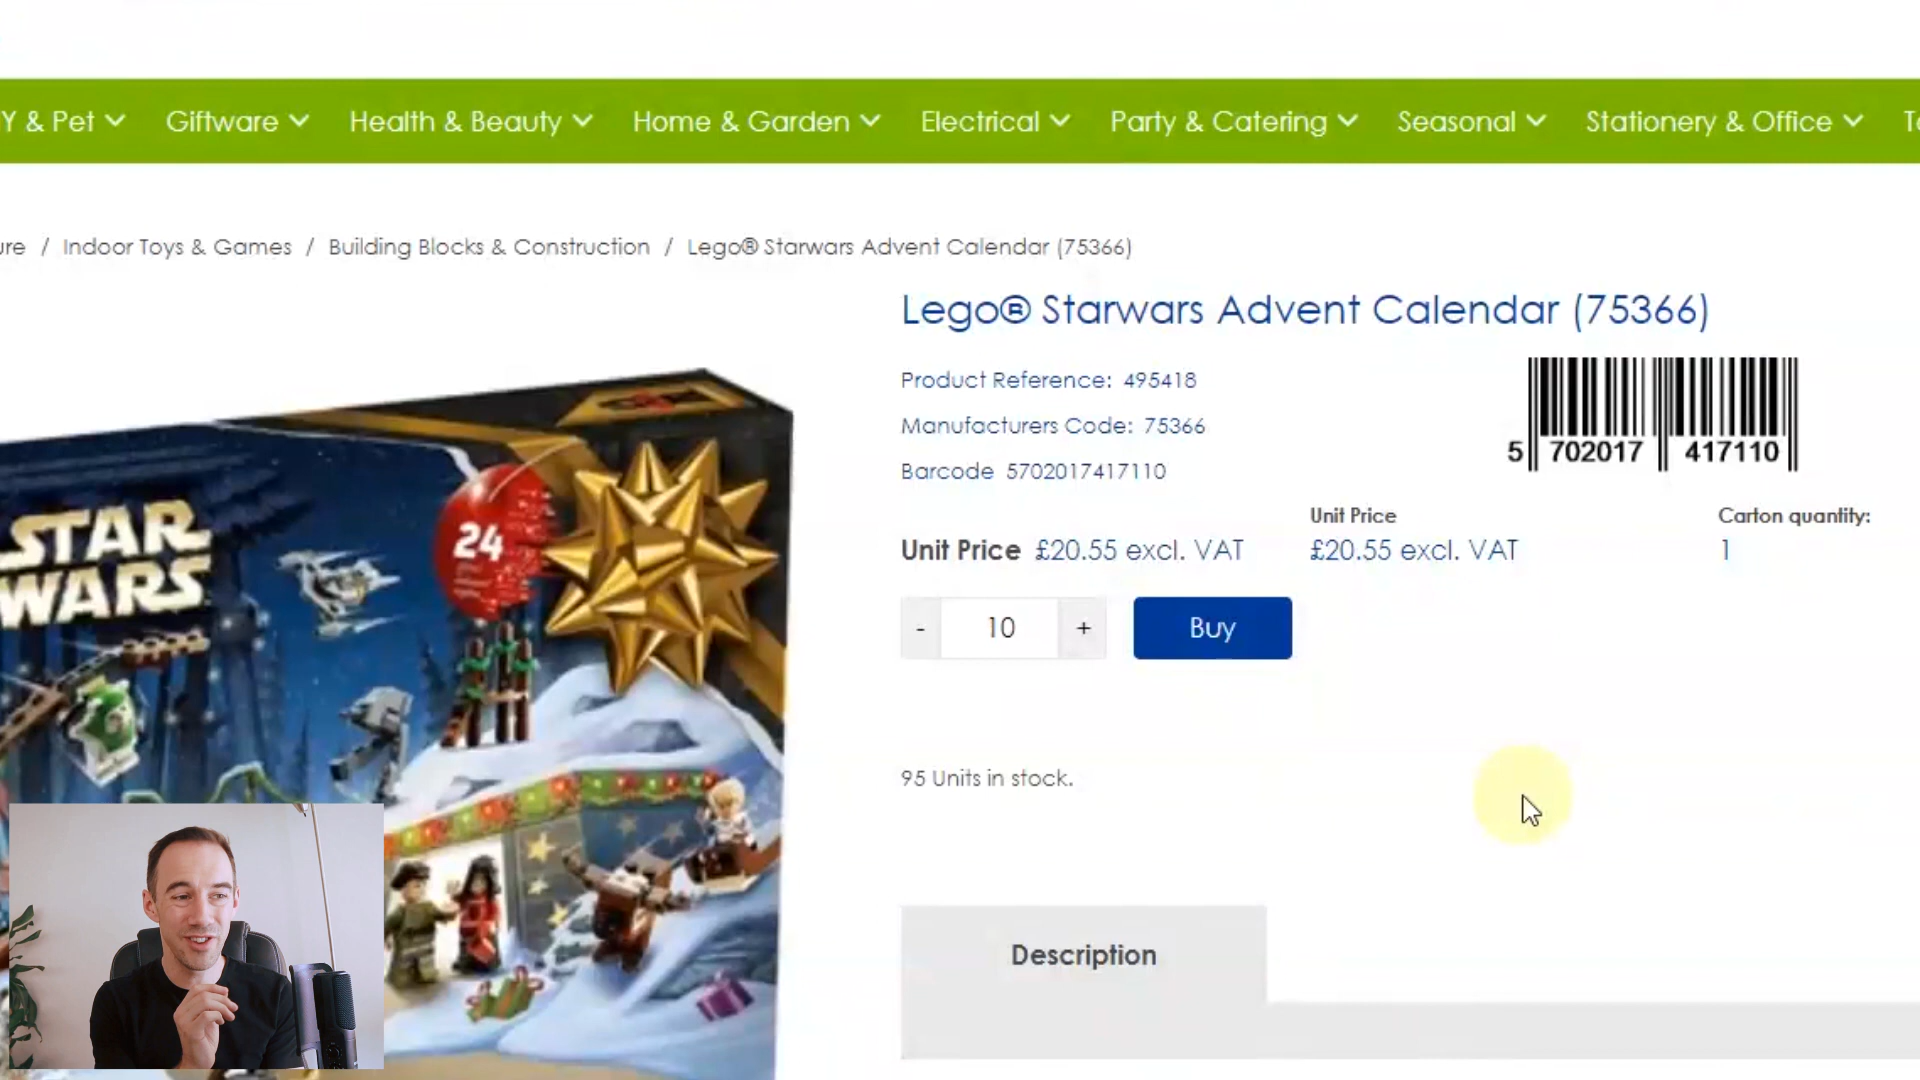 Y & Pet
Giftware
Health & Beauty
Home & Garden
Electrical
Party & Catering
Seasonal
Stationery & Office
ure / Indoor Toys & Games / Building Blocks & Construction / Lego® Starwars Advent Calendar (75366)
Lego® Starwars Advent Calendar (75366)
Product Reference: 495418
Manufacturers Code: 75366
Barcode 5702017417110
5 702017 417110
Unit Price £20.55 excl. VAT
Unit Price
£20.55 excl. VAT
Carton quantity:
1
- 10 +
Buy
95 Units in stock.
Description
STAR
WARS
24